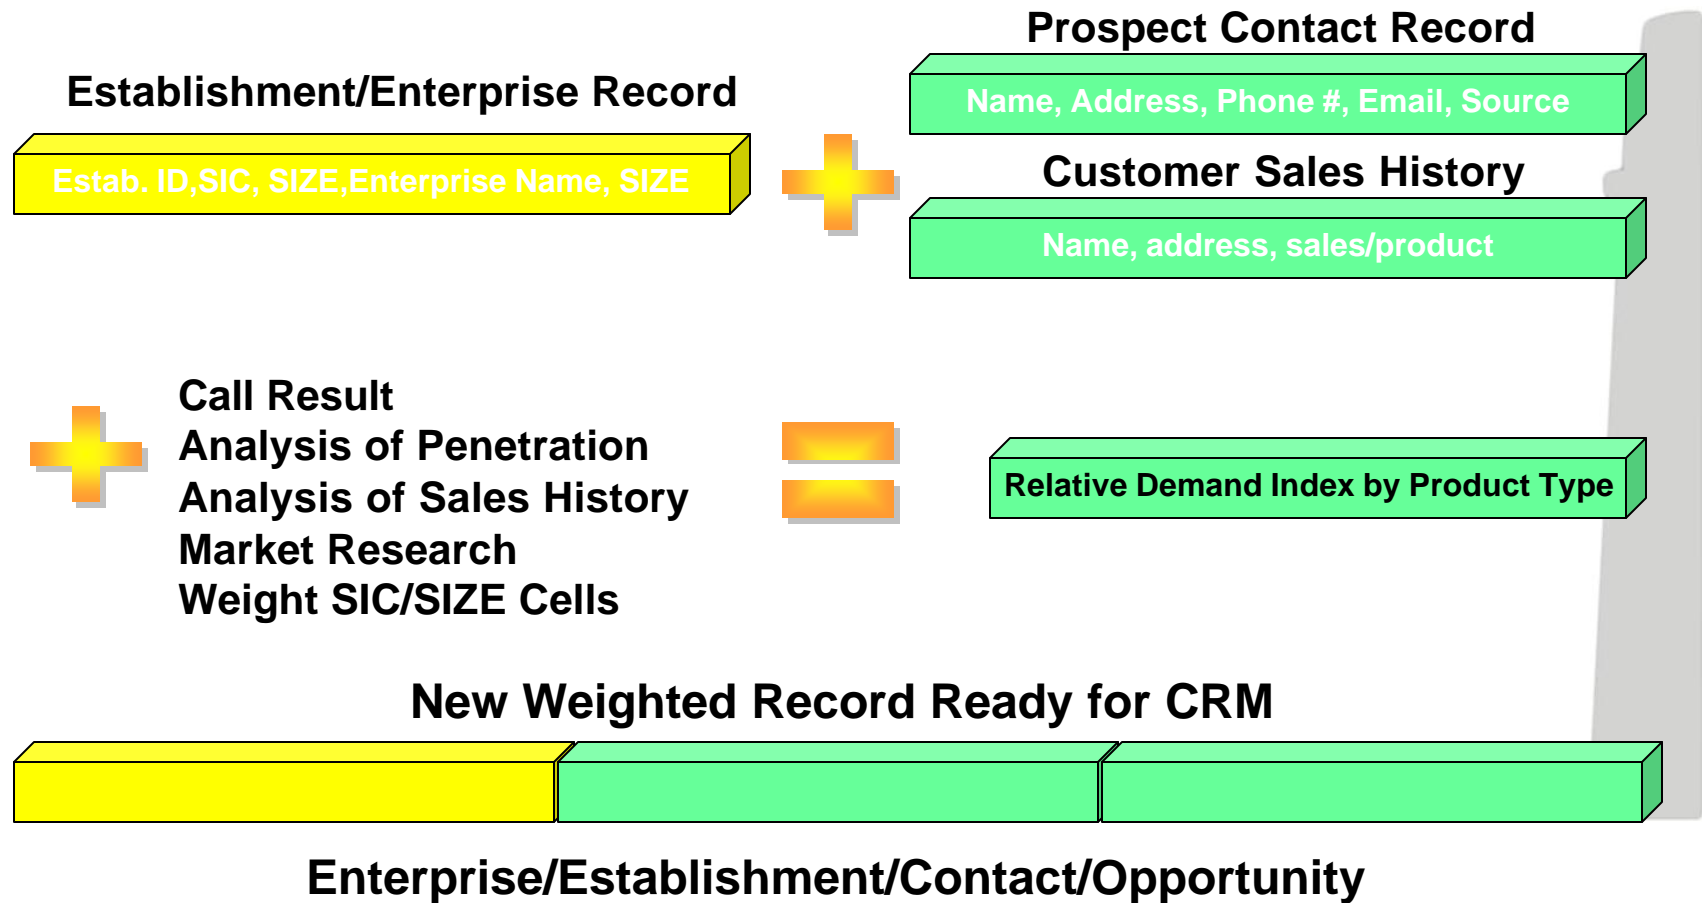 Establishment/Enterprise Record
Estab. ID,SIC, SIZE,Enterprise Name, SIZE
Prospect Contact Record
Name, Address, Phone #, Email, Source
Customer Sales History
Name, address, sales/product
Call Result
Analysis of Penetration
Analysis of Sales History
Market Research
Weight SIC/SIZE Cells
Relative Demand Index by Product Type
New Weighted Record Ready for CRM
Enterprise/Establishment/Contact/Opportunity